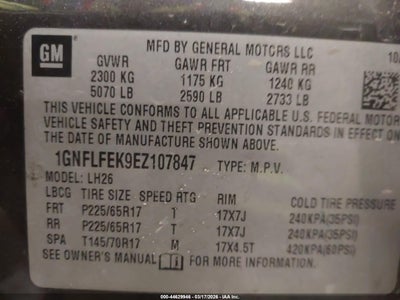 GM
MFD BY GENERAL MOTORS LLC 10/
GVWR GAWR FRT GAWR RR
2300 KG 1175 KG 1240 KG
5070 LB 2590 LB 2733 LB
THIS VEHICLE CONFORMS TO ALL APPLICABLE U.S. FEDERAL MOTOR
VEHICLE SAFETY AND THEFT PREVENTION STANDARDS IN EFFECT ON
THE DATE OF MANUFACTURE SHOWN ABOVE.
1GNFLFEK9EZ107847 TYPE: M.P.V.
MODEL: LH26
LBCG TIRE SIZE SPEED RTG RIM COLD TIRE PRESSURE
FRT P225/65R17 T 17X7J 240KPA(35PSI)
RR P225/65R17 T 17X7J 240KPA(35PSI)
SPA T145/70R17 M 17X4.5T 420KPA(60PSI)
SEE OWNER'S MANUAL FOR ADDITIONAL INFORMATION.
ID: 44629946 - 03/17/2026 - IAA